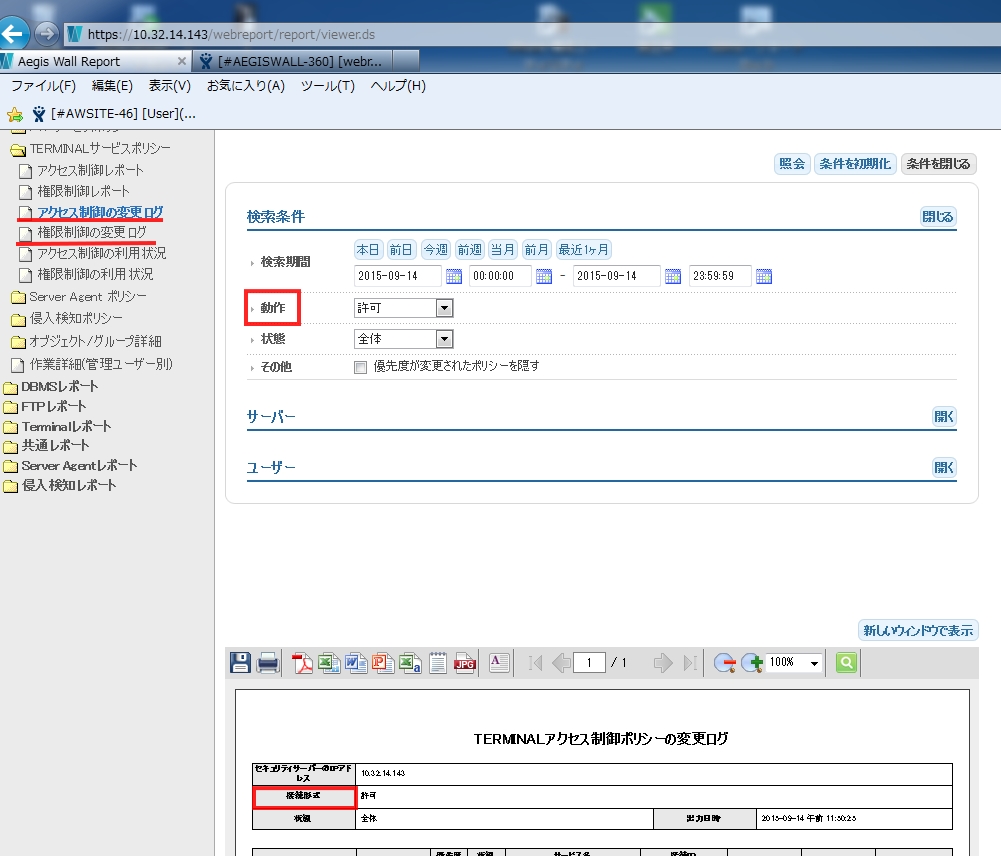 https://10.32.14.143/webreport/report/viewer.ds
Aegis Wall Report
[#AEGISWALL-360] [webr...
ファイル(F) 編集(E) 表示(V) お気に入り(A) ツール(T) ヘルプ(H)
[#AWSITE-46] [User](...
TERMINALサービスポリシー
アクセス制御レポート
権限制御レポート
アクセス制御の変更ログ
権限制御の変更ログ
アクセス制御の利用状況
権限制御の利用状況
Server Agent ポリシー
侵入検知ポリシー
オブジェクト/グループ詳細
作業詳細(管理ユーザー別)
DBMSレポート
FTPレポート
Terminalレポート
共通レポート
Server Agentレポート
侵入検知レポート
照会 条件を初期化 条件を閉じる
検索条件 閉じる
検索期間 本日 前日 今週 前週 当月 前月 最近1ヶ月
2015-09-14 00:00:00 - 2015-09-14 23:59:59
動作 許可
状態 全体
その他 優先度が変更されたポリシーを隠す
サーバー 開く
ユーザー 開く
新しいウィンドウで表示
1 / 1 100%
TERMINALアクセス制御ポリシーの変更ログ
セキュリティサーバーのIPアドレス 10.32.14.143
接続形式 許可
状態 全体 出力日時 2015-09-14 午前 11:50:25